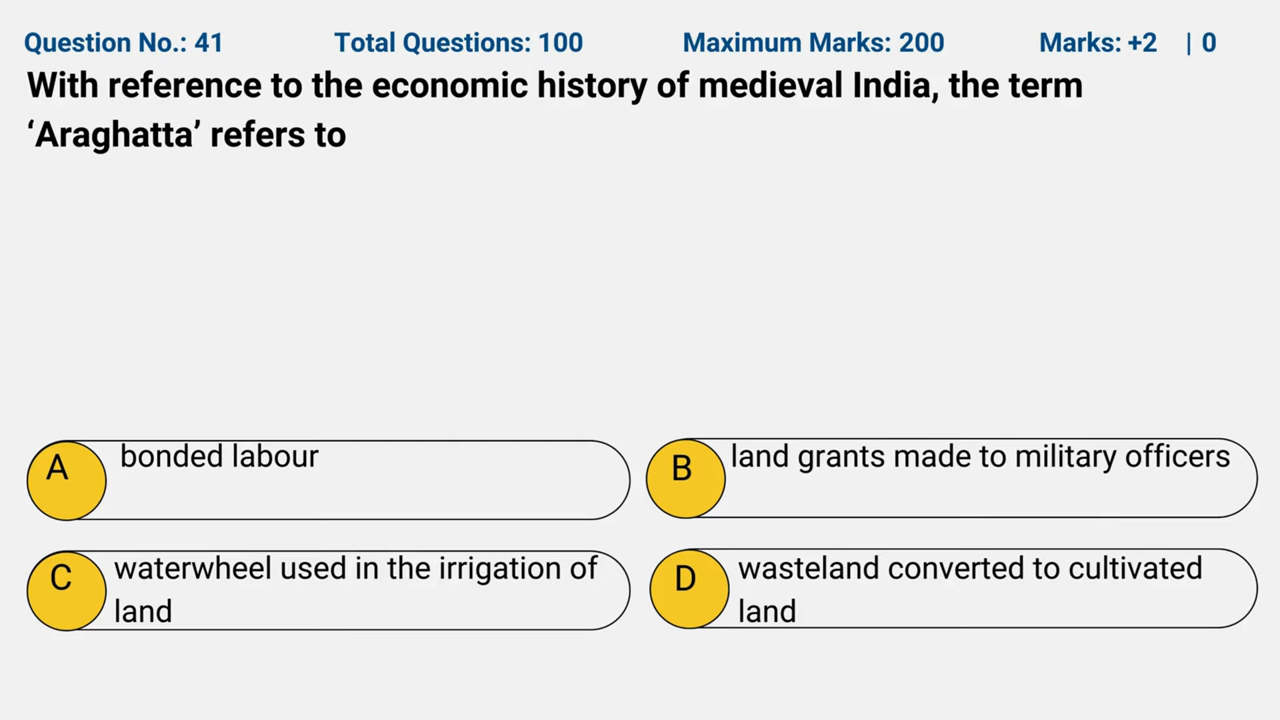 Question No.: 41 Total Questions: 100 Maximum Marks: 200 Marks: +2 | 0
With reference to the economic history of medieval India, the term
‘Araghatta’ refers to
A bonded labour
B land grants made to military officers
C waterwheel used in the irrigation of
land
D wasteland converted to cultivated
land